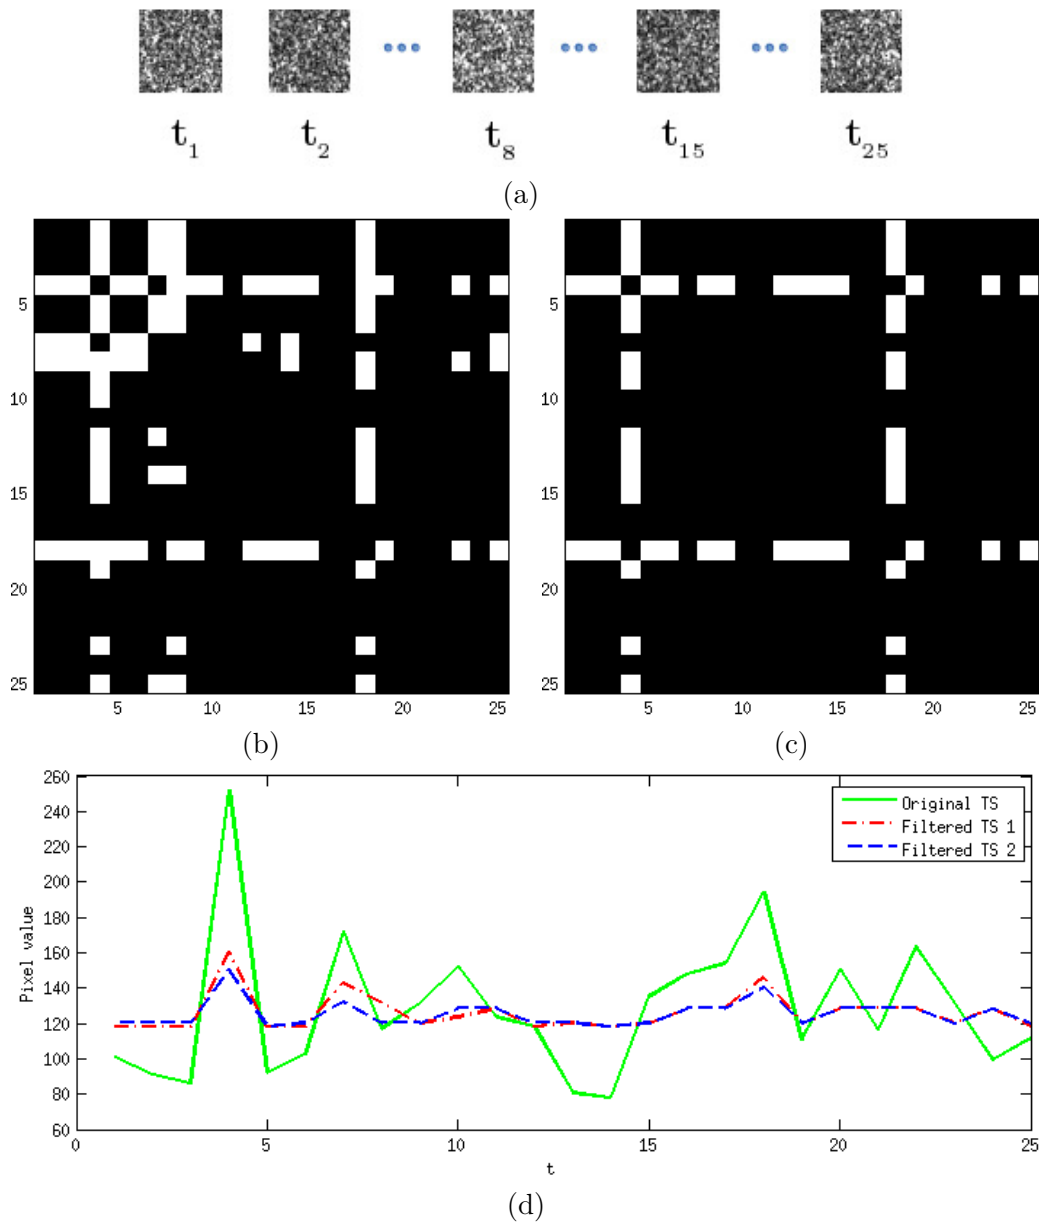 t1 t2 t8 t15 t25
(a)
5 5
10 10
15 15
20 20
25 25
5 10 15 20 25 5 10 15 20 25
(b) (c)
260
240
220
200
180
160
140
120
100
80
60
Pixel value
Original TS
Filtered TS 1
Filtered TS 2
0 5 10 15 20 25
t
(d)